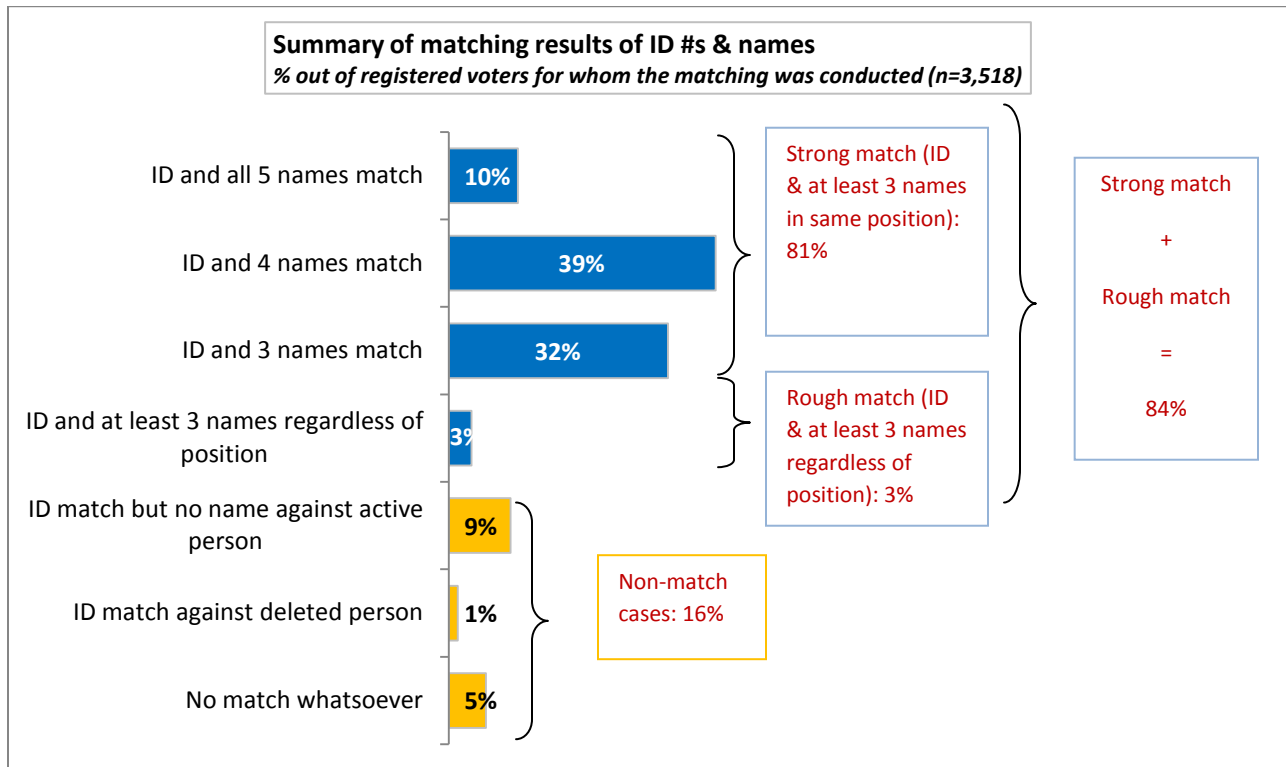 Summary of matching results of ID #s & names
% out of registered voters for whom the matching was conducted (n=3,518)
ID and all 5 names match
10%
ID and 4 names match
39%
ID and 3 names match
32%
ID and at least 3 names regardless of
position
3%
ID match but no name against active
person
9%
ID match against deleted person
1%
No match whatsoever
5%
Strong match (ID
& at least 3 names
in same position):
81%
Rough match (ID
& at least 3 names
regardless of
position): 3%
Non-match
cases: 16%
Strong match
+
Rough match
=
84%